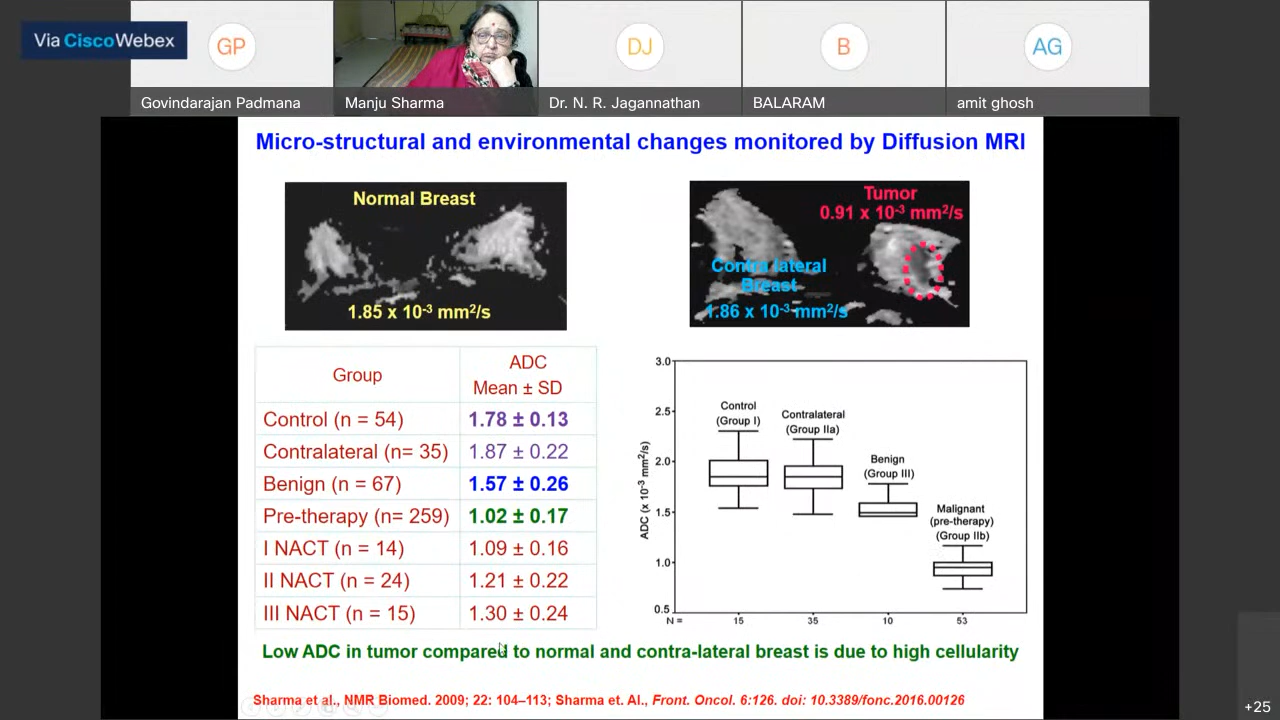 Via Cisco Webex
GP
DJ
B
AG
Govindarajan Padmana
Manju Sharma
Dr. N. R. Jagannathan
BALARAM
amit ghosh
Micro-structural and environmental changes monitored by Diffusion MRI
Normal Breast
1.85 x 10-3 mm2/s
Tumor
0.91 x 10-3 mm2/s
Contra lateral
Breast
1.86 x 10-3 mm2/s
Group
ADC
Mean ± SD
Control (n = 54) 1.78 ± 0.13
Contralateral (n= 35) 1.87 ± 0.22
Benign (n = 67) 1.57 ± 0.26
Pre-therapy (n= 259) 1.02 ± 0.17
I NACT (n = 14) 1.09 ± 0.16
II NACT (n = 24) 1.21 ± 0.22
III NACT (n = 15) 1.30 ± 0.24
ADC (x 10-3 mm2/s)
3.0
2.5
2.0
1.5
1.0
0.5
Control
(Group I)
Contralateral
(Group IIa)
Benign
(Group III)
Malignant
(pre-therapy)
(Group IIb)
N = 15 35 10 53
Low ADC in tumor compared to normal and contra-lateral breast is due to high cellularity
Sharma et al., NMR Biomed. 2009; 22: 104–113; Sharma et. Al., Front. Oncol. 6:126. doi: 10.3389/fonc.2016.00126
+25